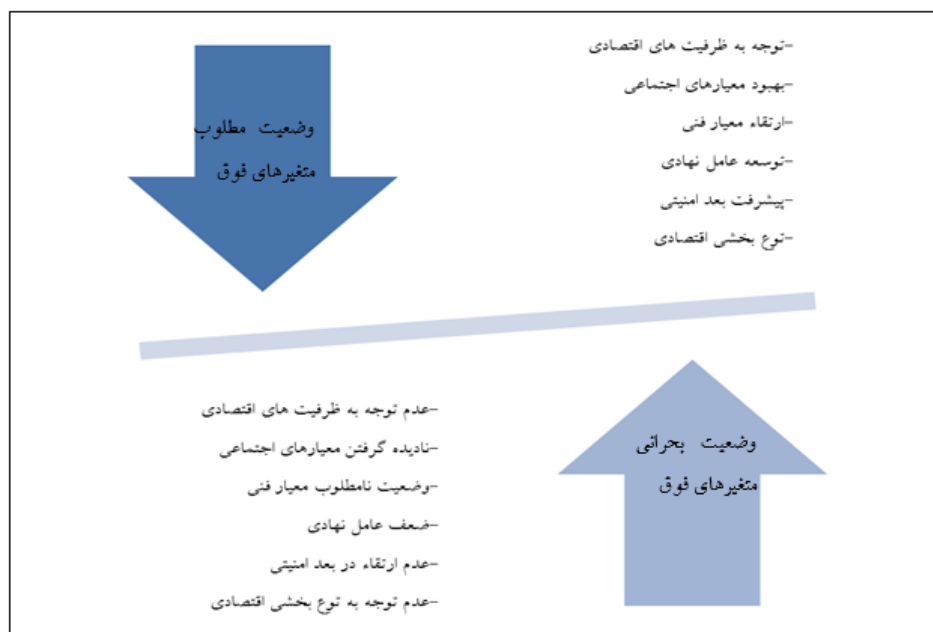 -توجه به ظرفیت های اقتصادی
-بهبود معیارهای اجتماعی
-ارتقاء معیار فنی
-توسعه عامل نهادی
-پیشرفت بعد امنیتی
-توع بخشی اقتصادی
وضعیت مطلوب
متغیرهای فوق
وضعیت بحرانی
متغیرهای فوق
-عدم توجه به ظرفیت های اقتصادی
-نادیده گرفتن معیارهای اجتماعی
-وضعیت نامطلوب معیار فنی
-ضعف عامل نهادی
-عدم ارتقاء در بعد امنیتی
-عدم توجه به توع بخشی اقتصادی